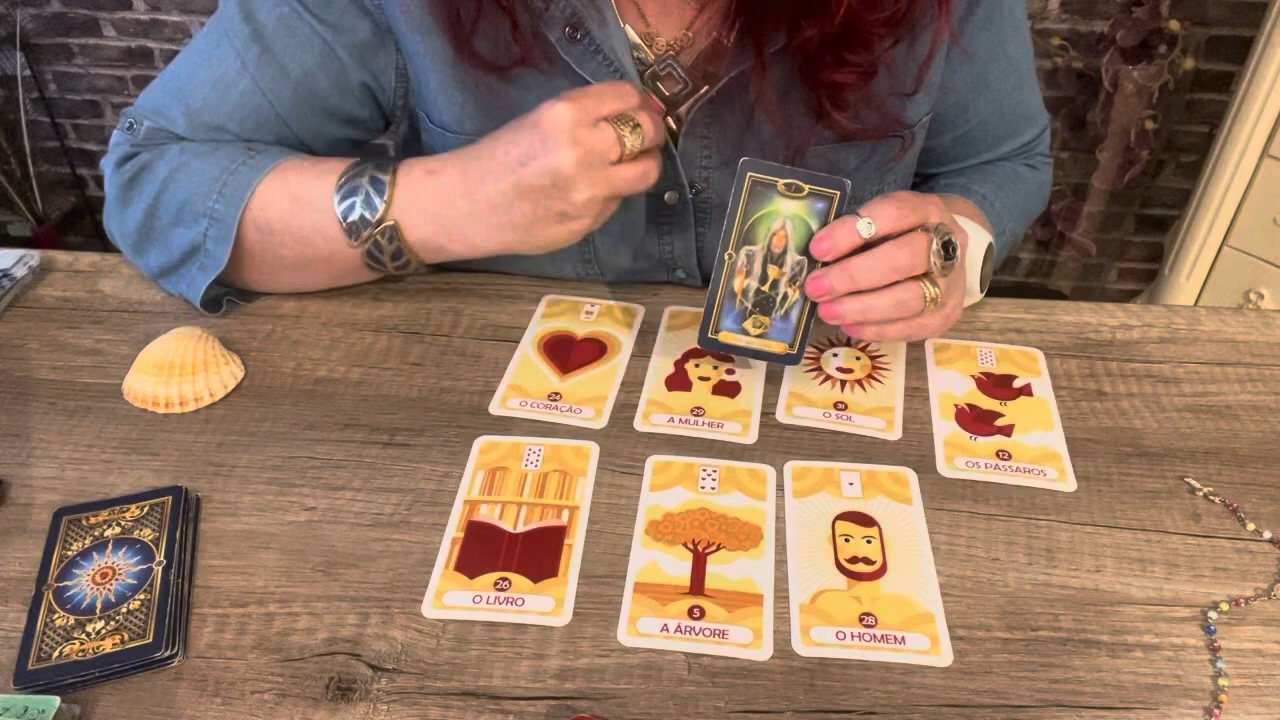 24
O CORAÇÃO
29
A MULHER
31
O SOL
12
OS PÁSSAROS
26
O LIVRO
5
A ÁRVORE
28
O HOMEM